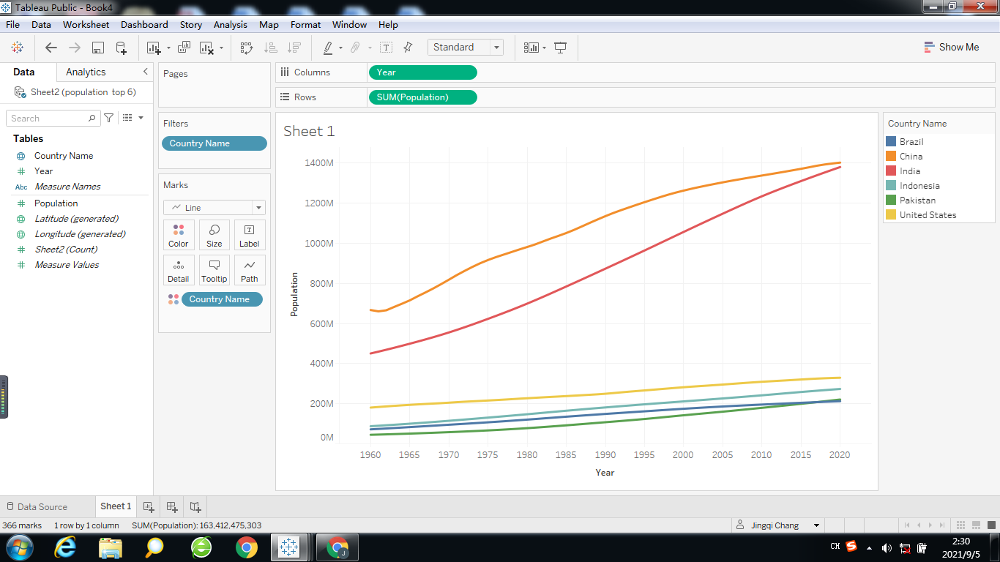 Tableau Public - Book4
File Data Worksheet Dashboard Story Analysis Map Format Window Help
Standard
Show Me
Data Analytics
Sheet2 (population top 6)
Search
Tables
Country Name
Year
Abc Measure Names
Population
Latitude (generated)
Longitude (generated)
Sheet2 (Count)
Measure Values
Pages
Filters
Country Name
Marks
Line
Color Size Label
Detail Tooltip Path
Country Name
Columns Year
Rows SUM(Population)
Sheet 1
1400M
1200M
1000M
800M
600M
400M
200M
0M
Population
1960 1965 1970 1975 1980 1985 1990 1995 2000 2005 2010 2015 2020
Year
Country Name
Brazil
China
India
Indonesia
Pakistan
United States
Data Source Sheet 1
366 marks 1 row by 1 column SUM(Population): 163,412,475,303
Jingqi Chang
J
CH
S
2:30
2021/9/5